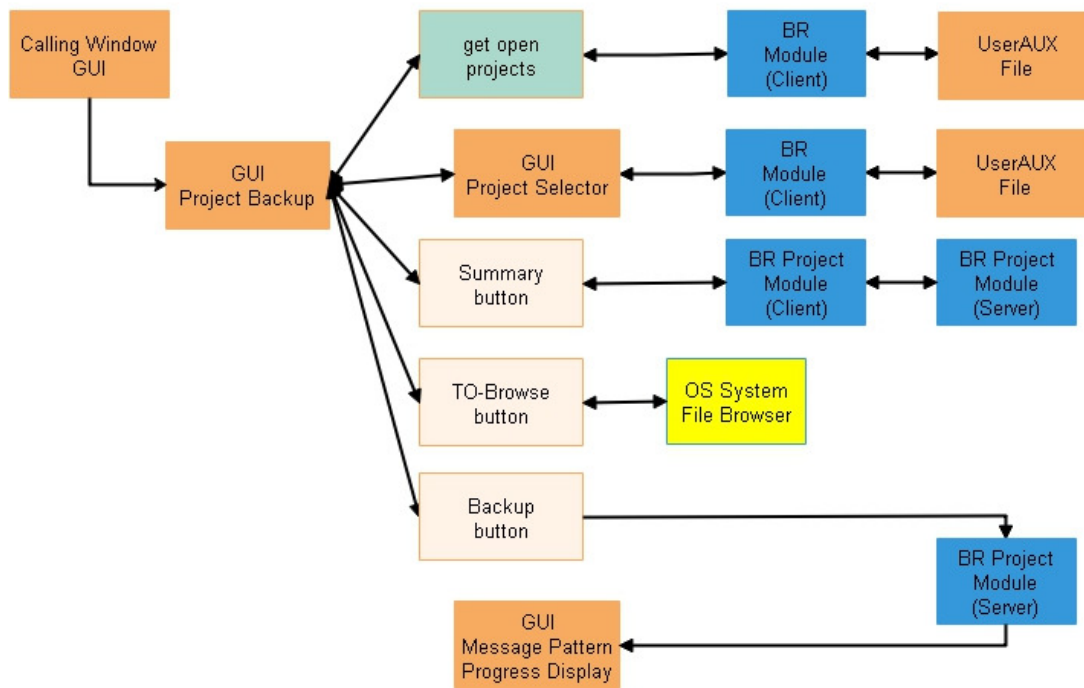 Calling Window
GUI
get open
projects
BR
Module
(Client)
UserAUX
File
GUI
Project Backup
GUI
Project Selector
BR
Module
(Client)
UserAUX
File
Summary
button
BR Project
Module
(Client)
BR Project
Module
(Server)
TO-Browse
button
OS System
File Browser
Backup
button
BR Project
Module
(Server)
GUI
Message Pattern
Progress Display